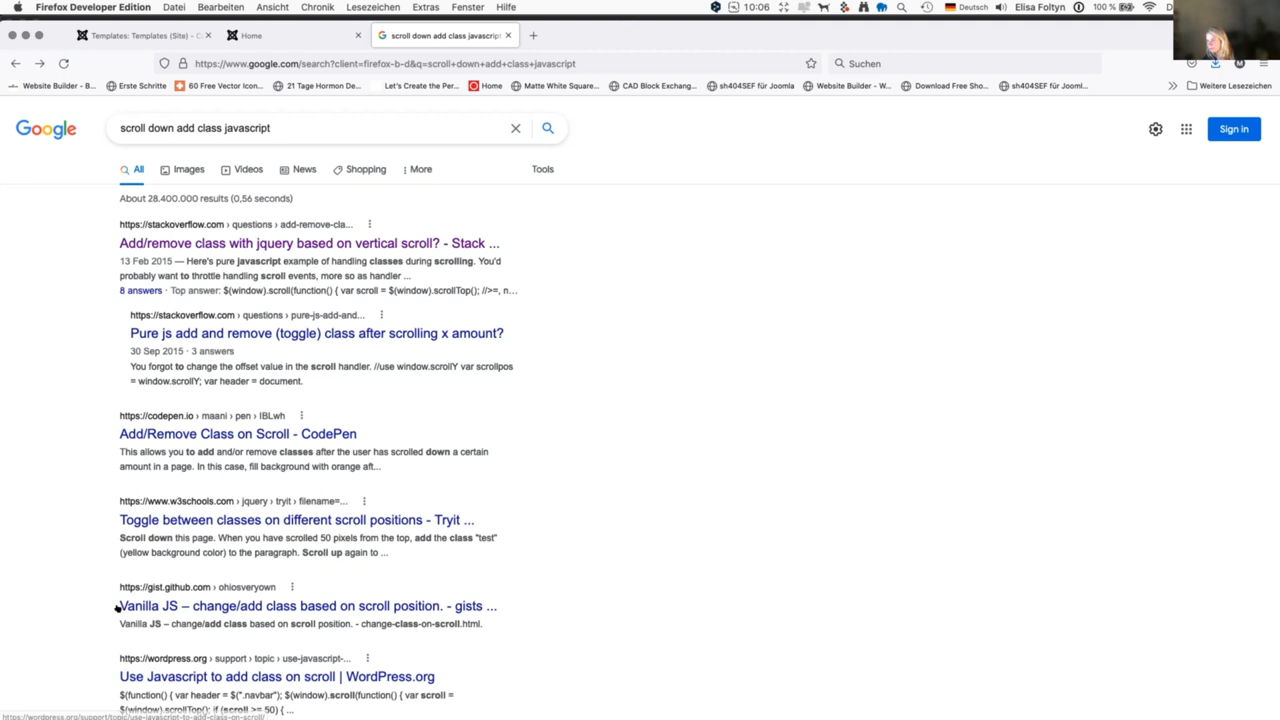 Firefox Developer Edition Datei Bearbeiten Ansicht Chronik Lesezeichen Extras Fenster Hilfe 10:06 Deutsch Elisa Foltyn 100 %
Templates: Templates (Site) - C... Home scroll down add class javascript
https://www.google.com/search?client=firefox-b-d&q=scroll+down+add+class+javascript Suchen
Website Builder - B... Erste Schritte 60 Free Vector Icon... 21 Tage Hormon De... Let's Create the Per... Home Matte White Square... CAD Block Exchang... sh404SEF für Joomla Website Builder - W... Download Free Sho... sh404SEF für Jooml... Weitere Lesezeichen
Google scroll down add class javascript Sign in
All Images Videos News Shopping More Tools
About 28.400.000 results (0,56 seconds)
https://stackoverflow.com › questions › add-remove-cla...
Add/remove class with jquery based on vertical scroll? - Stack ...
13 Feb 2015 — Here's pure javascript example of handling classes during scrolling. You'd
probably want to throttle handling scroll events, more so as handler ...
8 answers · Top answer: $(window).scroll(function() { var scroll = $(window).scrollTop(); //>=, n...
https://stackoverflow.com › questions › pure-js-add-and...
Pure js add and remove (toggle) class after scrolling x amount?
30 Sep 2015 · 3 answers
You forgot to change the offset value in the scroll handler. //use window.scrollY var scrollpos
= window.scrollY; var header = document.
https://codepen.io › maani › pen › IBLwh
Add/Remove Class on Scroll - CodePen
This allows you to add and/or remove classes after the user has scrolled down a certain
amount in a page. In this case, fill background with orange aft...
https://www.w3schools.com › jquery › tryit › filename=...
Toggle between classes on different scroll positions - Tryit ...
Scroll down this page. When you have scrolled 50 pixels from the top, add the class "test"
(yellow background color) to the paragraph. Scroll up again to ...
https://gist.github.com › ohiosveryown
Vanilla JS – change/add class based on scroll position. - gists ...
Vanilla JS – change/add class based on scroll position. - change-class-on-scroll.html.
https://wordpress.org › support › topic › use-javascript-...
Use Javascript to add class on scroll | WordPress.org
$(function() { var header = $(".navbar"); $(window).scroll(function() { var scroll =
$(window).scrollTop(); if (scroll >= 50) { ...
https://wordpress.org/support/topic/use-javascript-to-add-class-on-scroll/